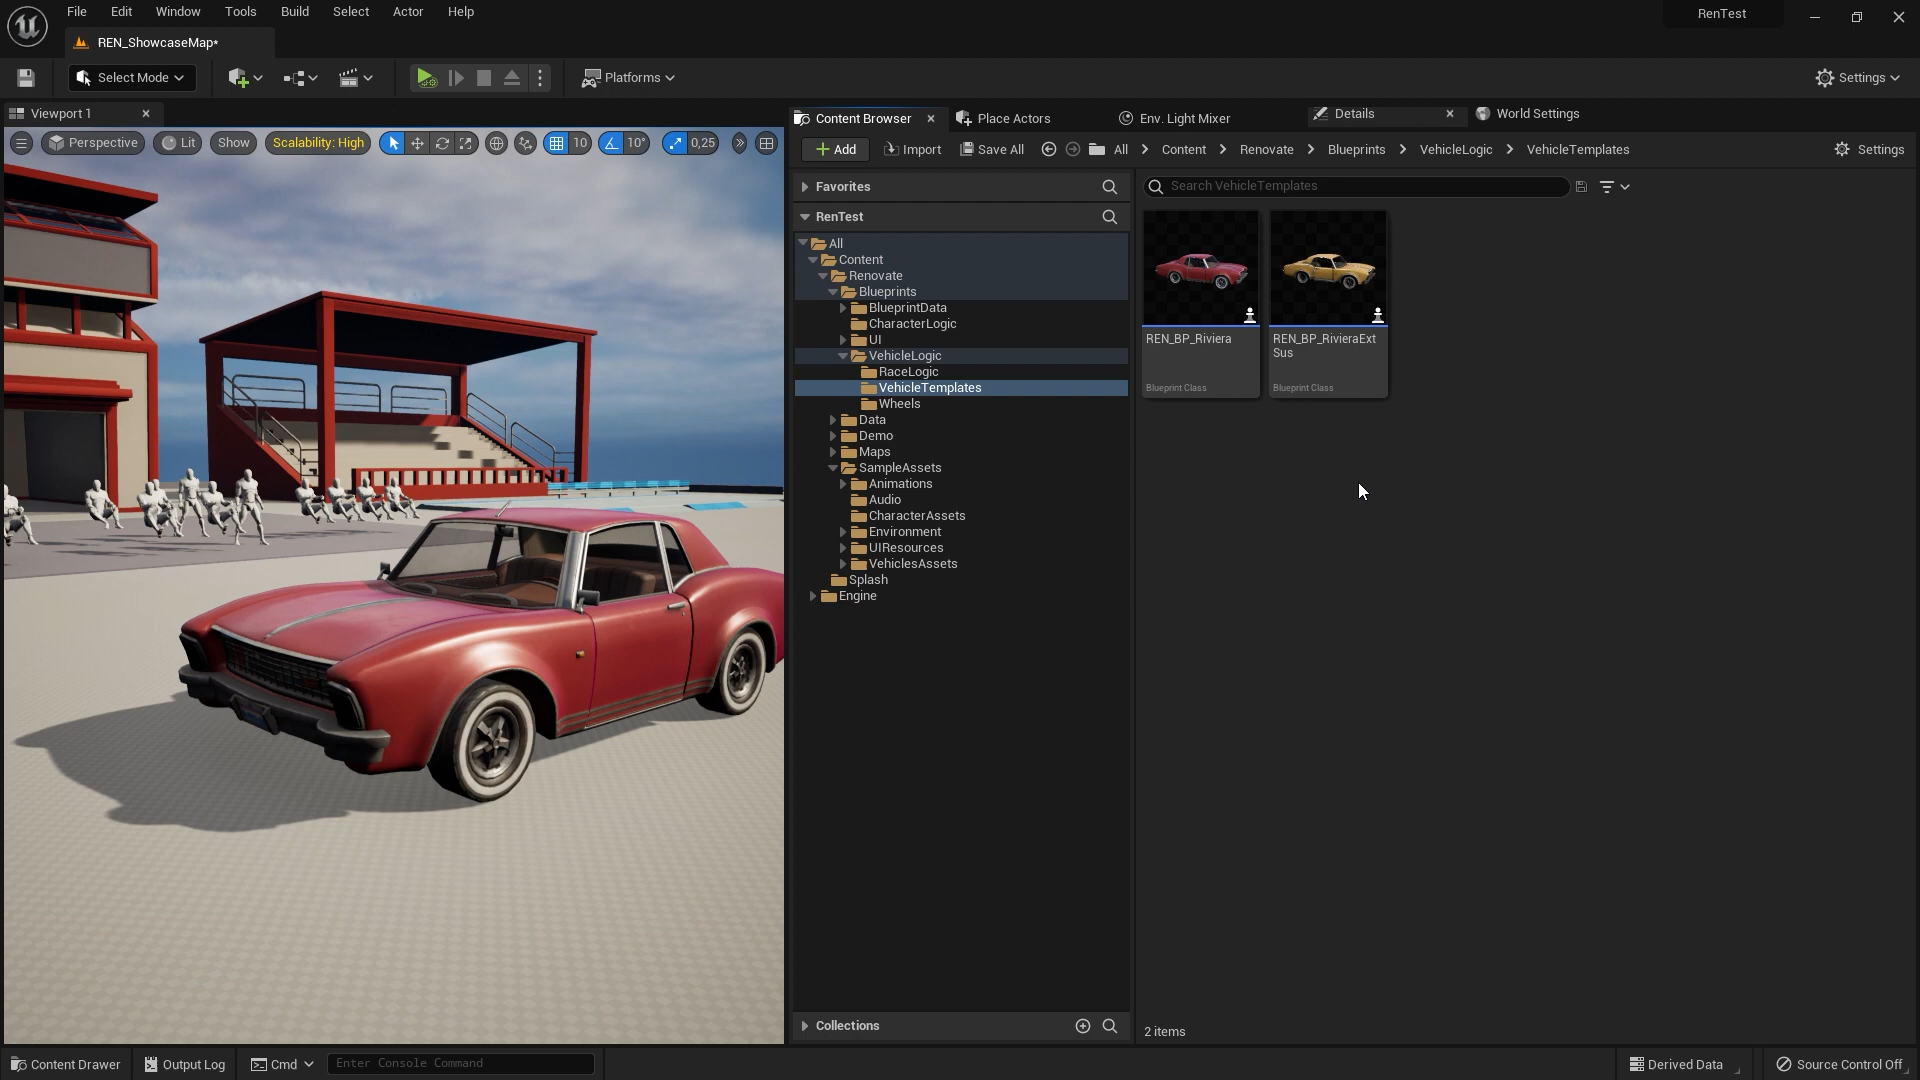 File Edit Window Tools Build Select Actor Help
RenTest
REN_ShowcaseMap*
Select Mode
Platforms
Settings
Viewport 1
Content Browser
Place Actors
Env. Light Mixer
Details
World Settings
Perspective
Lit
Show
Scalability: High
10
10°
0,25
Add
Import
Save All
All
Content
Renovate
Blueprints
VehicleLogic
VehicleTemplates
Settings
Favorites
Search VehicleTemplates
RenTest
All
Content
Renovate
Blueprints
BlueprintData
CharacterLogic
UI
VehicleLogic
RaceLogic
VehicleTemplates
Wheels
Data
Demo
Maps
SampleAssets
Animations
Audio
CharacterAssets
Environment
UIResources
VehiclesAssets
Splash
Engine
REN_BP_Riviera
Blueprint Class
REN_BP_RivieraExt
Sus
Blueprint Class
Collections
2 items
Content Drawer
Output Log
Cmd
Enter Console Command
Derived Data
Source Control Off